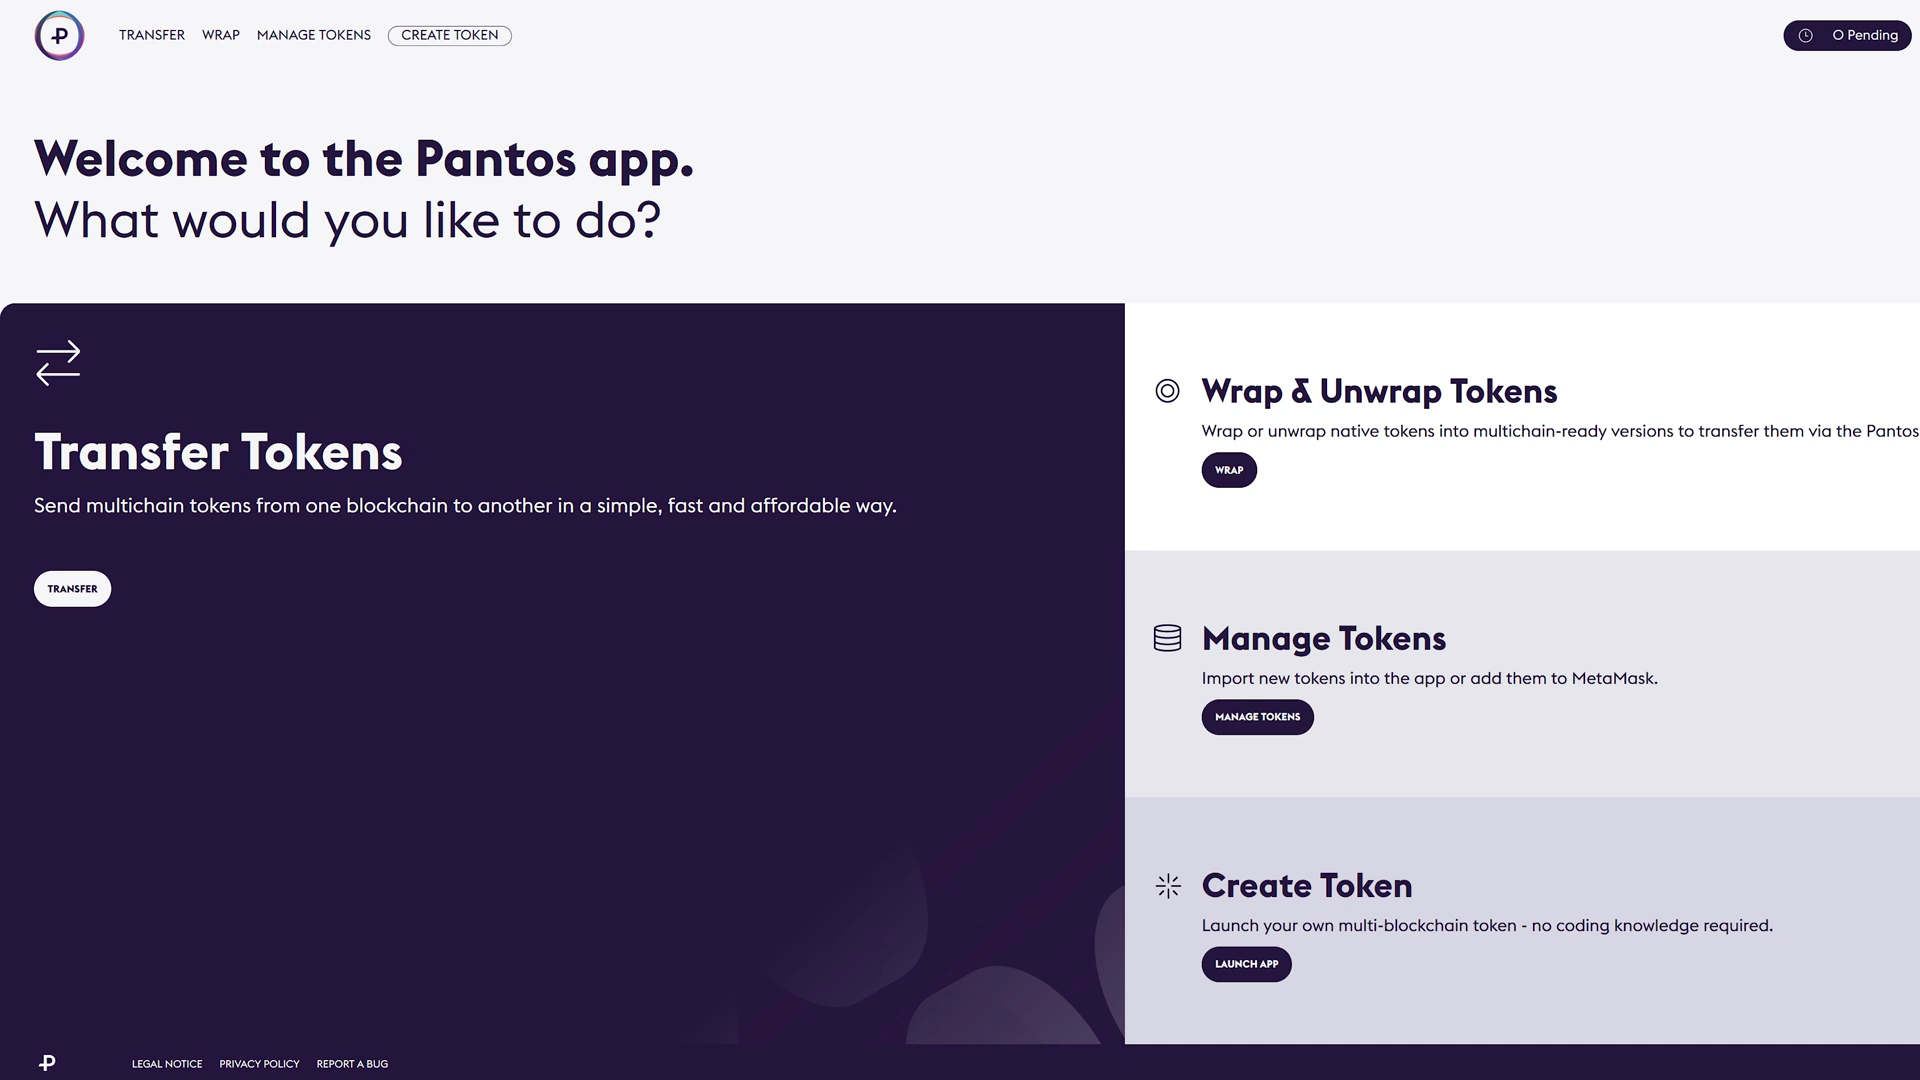 TRANSFER WRAP MANAGE TOKENS CREATE TOKEN
0 Pending
Welcome to the Pantos app.
What would you like to do?
Transfer Tokens
Send multichain tokens from one blockchain to another in a simple, fast and affordable way.
TRANSFER
Wrap & Unwrap Tokens
Wrap or unwrap native tokens into multichain-ready versions to transfer them via the Pantos
WRAP
Manage Tokens
Import new tokens into the app or add them to MetaMask.
MANAGE TOKENS
Create Token
Launch your own multi-blockchain token - no coding knowledge required.
LAUNCH APP
LEGAL NOTICE PRIVACY POLICY REPORT A BUG